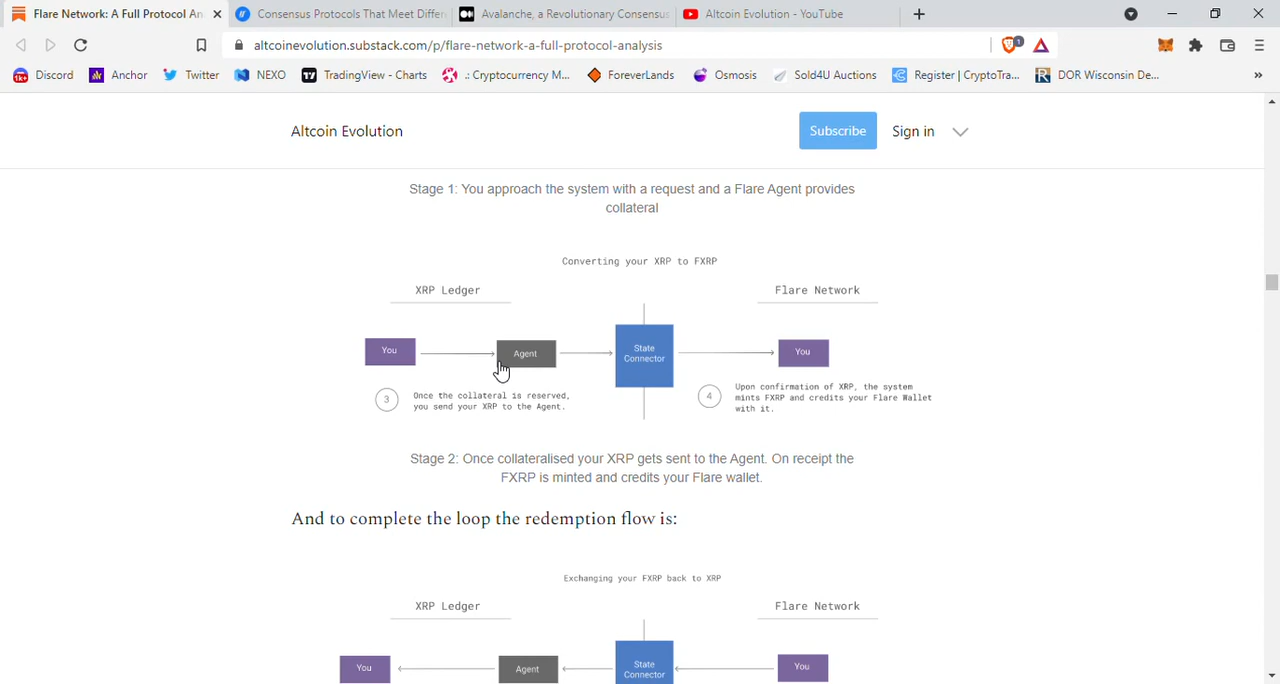 Flare Network: A Full Protocol An
Consensus Protocols That Meet Differ
Avalanche, a Revolutionary Consensus
Altcoin Evolution - YouTube
altcoinevolution.substack.com/p/flare-network-a-full-protocol-analysis
1
Discord
Anchor
Twitter
NEXO
TradingView - Charts
.: Cryptocurrency M...
ForeverLands
Osmosis
Sold4U Auctions
Register | CryptoTra...
DOR Wisconsin De...
Altcoin Evolution
Subscribe
Sign in
Stage 1: You approach the system with a request and a Flare Agent provides
collateral
Converting your XRP to FXRP
XRP Ledger
Flare Network
You
Agent
State
Connector
You
3
Once the collateral is reserved,
you send your XRP to the Agent.
4
Upon confirmation of XRP, the system
mints FXRP and credits your Flare Wallet
with it.
Stage 2: Once collateralised your XRP gets sent to the Agent. On receipt the
FXRP is minted and credits your Flare wallet.
And to complete the loop the redemption flow is:
Exchanging your FXRP back to XRP
XRP Ledger
Flare Network
You
Agent
State
Connector
You